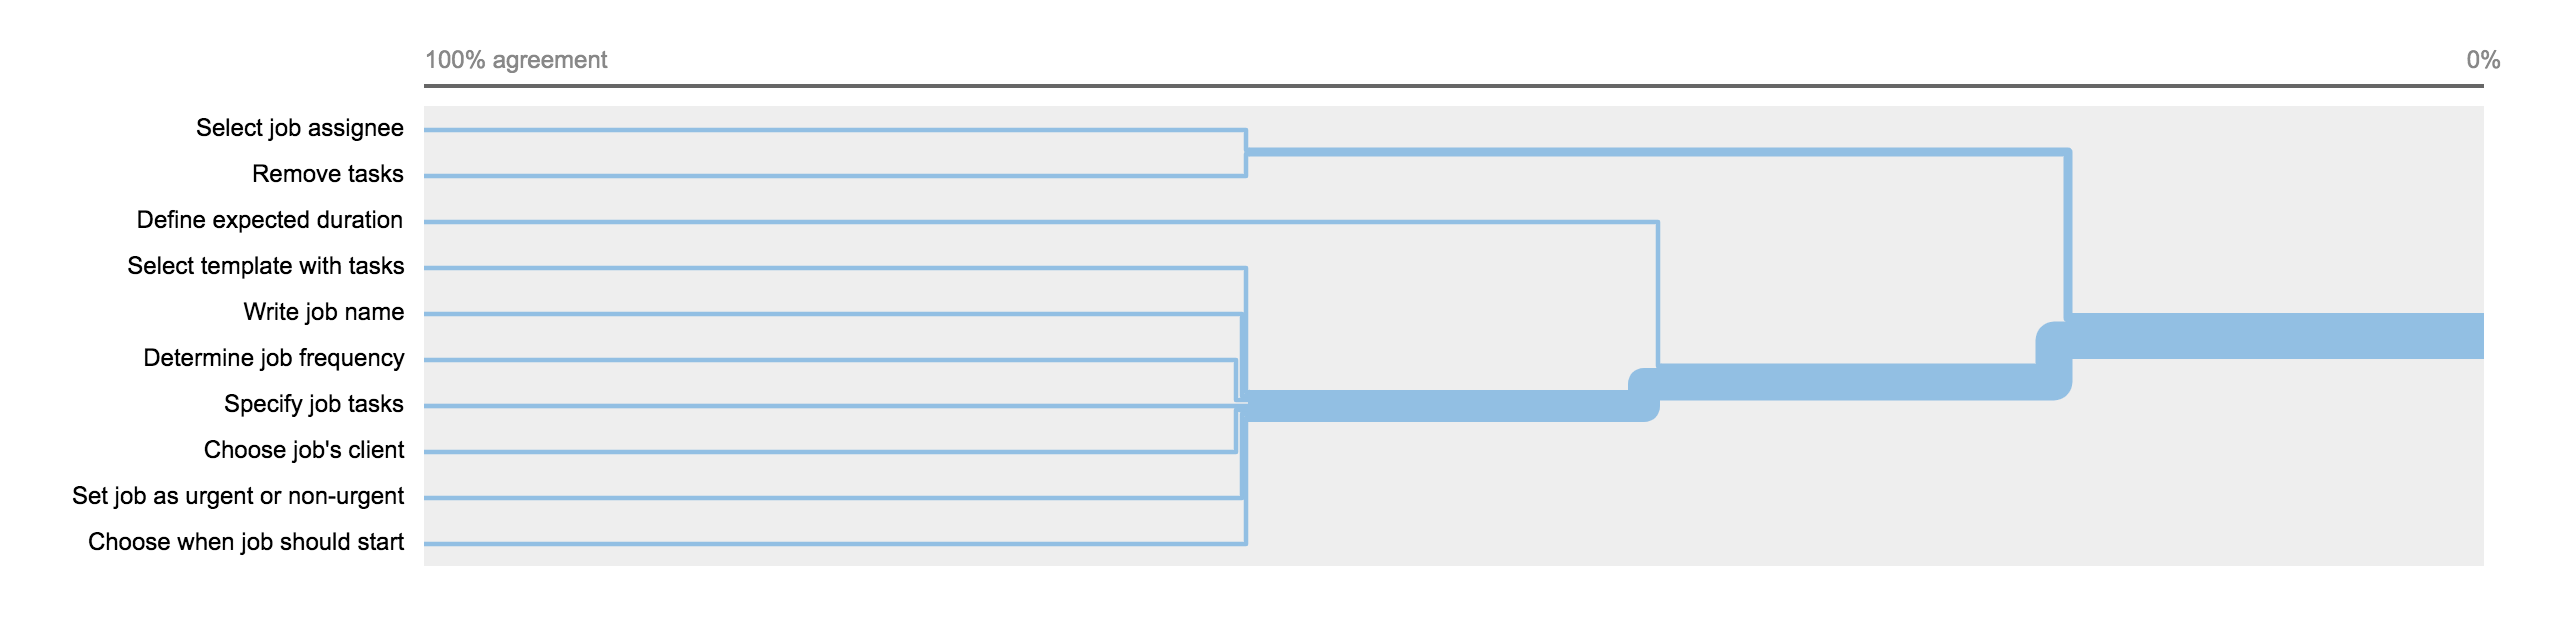 100% agreement 0%
Select job assignee
Remove tasks
Define expected duration
Select template with tasks
Write job name
Determine job frequency
Specify job tasks
Choose job's client
Set job as urgent or non-urgent
Choose when job should start